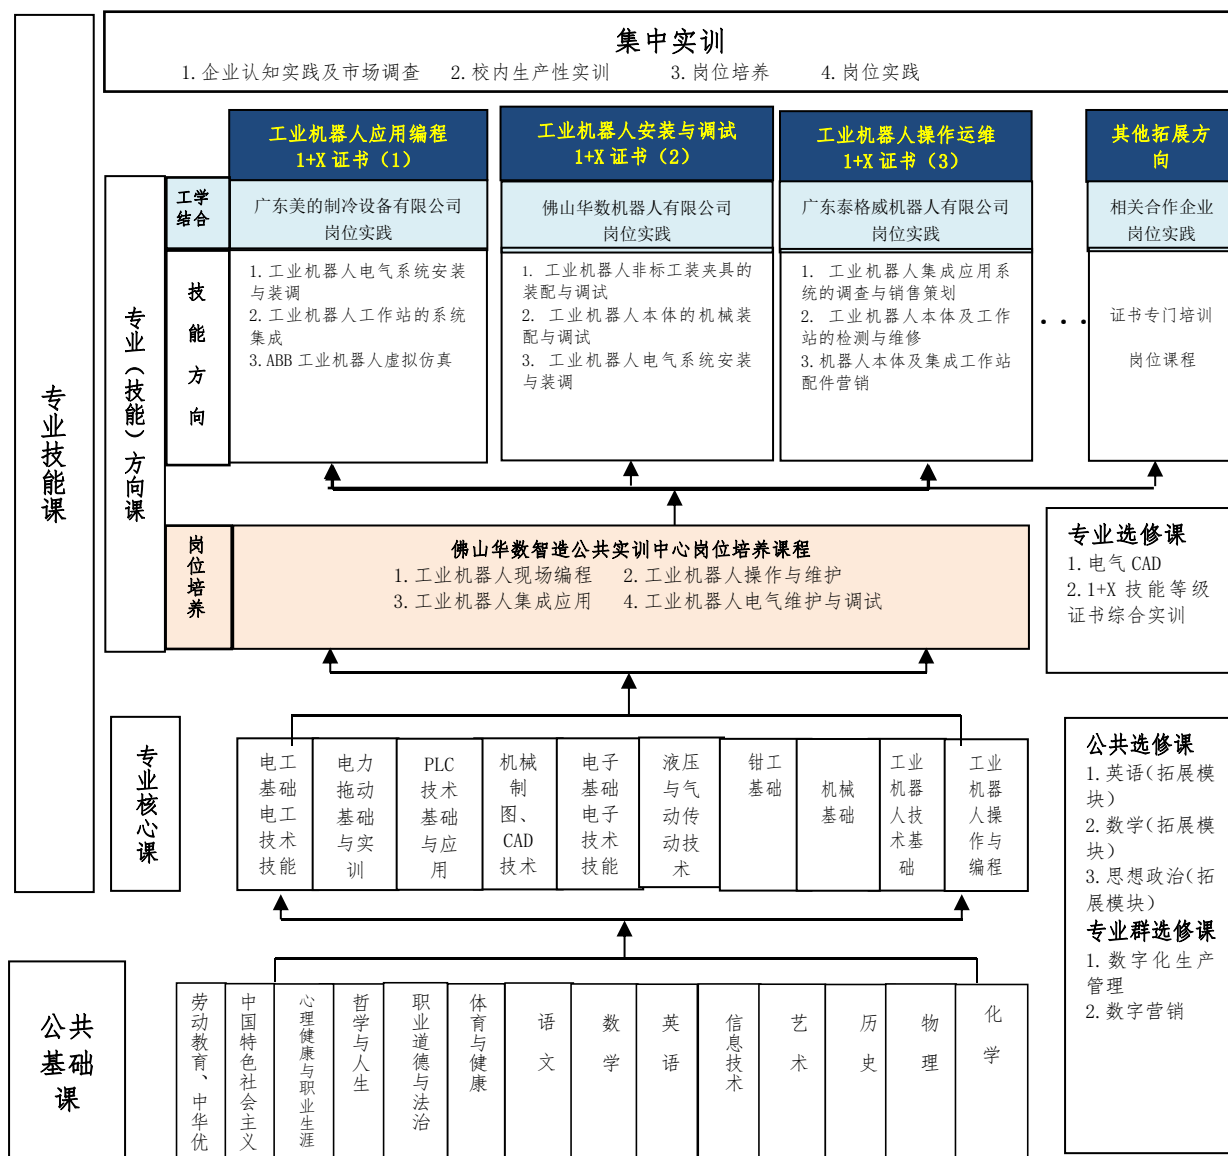 集中实训
1.企业认知实践及市场调查 2.校内生产性实训 3.岗位培养 4.岗位实践
工业机器人应用编程
1+X 证书（1）
工业机器人安装与调试
1+X 证书（2）
工业机器人操作运维
1+X 证书（3）
其他拓展方
向
工学
结合
广东美的制冷设备有限公司
岗位实践
佛山华数机器人有限公司
岗位实践
广东泰格威机器人有限公司
岗位实践
相关合作企业
岗位实践
专业技能课
专业（技能）方向课
技
能
方
向
1.工业机器人电气系统安装
与装调
2.工业机器人工作站的系统
集成
3.ABB 工业机器人虚拟仿真
1. 工业机器人非标工装夹具的
装配与调试
2. 工业机器人本体的机械装
配与调试
3. 工业机器人电气系统安装
与装调
1. 工业机器人集成应用系
统的调查与销售策划
2. 工业机器人本体及工作
站的检测与维修
3.机器人本体及集成工作站
配件营销
...
证书专门培训
岗位课程
岗
位
培
养
佛山华数智造公共实训中心岗位培养课程
1.工业机器人现场编程 2.工业机器人操作与维护
3.工业机器人集成应用 4.工业机器人电气维护与调试
专业选修课
1.电气 CAD
2.1+X 技能等级
证书综合实训
专业核心课
电工
基础
电工
技术
技能
电力
拖动
基础
与实
训
PLC
技术
基础
与应
用
机械
制
图、
CAD
技术
电子
基础
电子
技术
技能
液压
与气
动传
动技
术
钳工
基础
机械
基础
工业
机器
人技
术基
础
工业
机器
人操
作与
编程
公共选修课
1.英语(拓展模
块)
2.数学(拓展模
块)
3.思想政治(拓
展模块)
专业群选修课
1.数字化生产
管理
2.数字营销
公共
基础
课
劳动教育、中华优
中国特色社会主义
心理健康与职业生涯
哲学与人生
职业道德与法治
体育与健康
语文
数学
英语
信息技术
艺术
历史
物理
化学